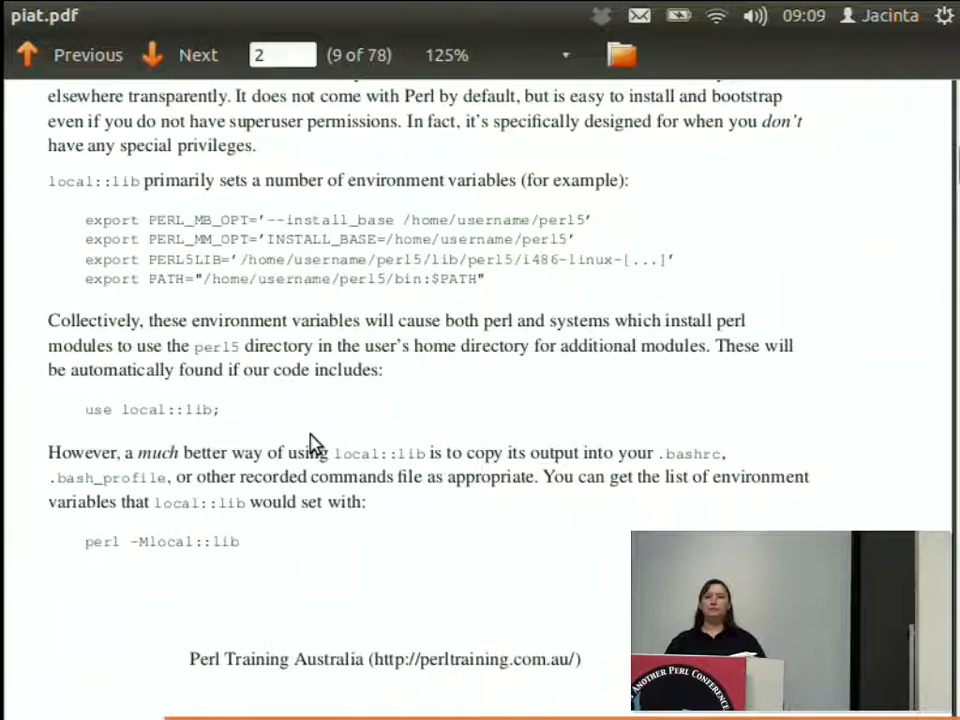 piat.pdf
09:09 Jacinta
Previous Next 2 (9 of 78) 125%
elsewhere transparently. It does not come with Perl by default, but is easy to install and bootstrap
even if you do not have superuser permissions. In fact, it's specifically designed for when you don't
have any special privileges.
local::lib primarily sets a number of environment variables (for example):
export PERL_MB_OPT='--install_base /home/username/perl5'
export PERL_MM_OPT='INSTALL_BASE=/home/username/perl5'
export PERL5LIB='/home/username/perl5/lib/perl5/i486-linux-[...]'
export PATH="/home/username/perl5/bin:$PATH"
Collectively, these environment variables will cause both perl and systems which install perl
modules to use the perl5 directory in the user's home directory for additional modules. These will
be automatically found if our code includes:
use local::lib;
However, a much better way of using local::lib is to copy its output into your .bashrc,
.bash_profile, or other recorded commands file as appropriate. You can get the list of environment
variables that local::lib would set with:
perl -Mlocal::lib
Perl Training Australia (http://perltraining.com.au/)
ANOTHER PERL CONFERENCE